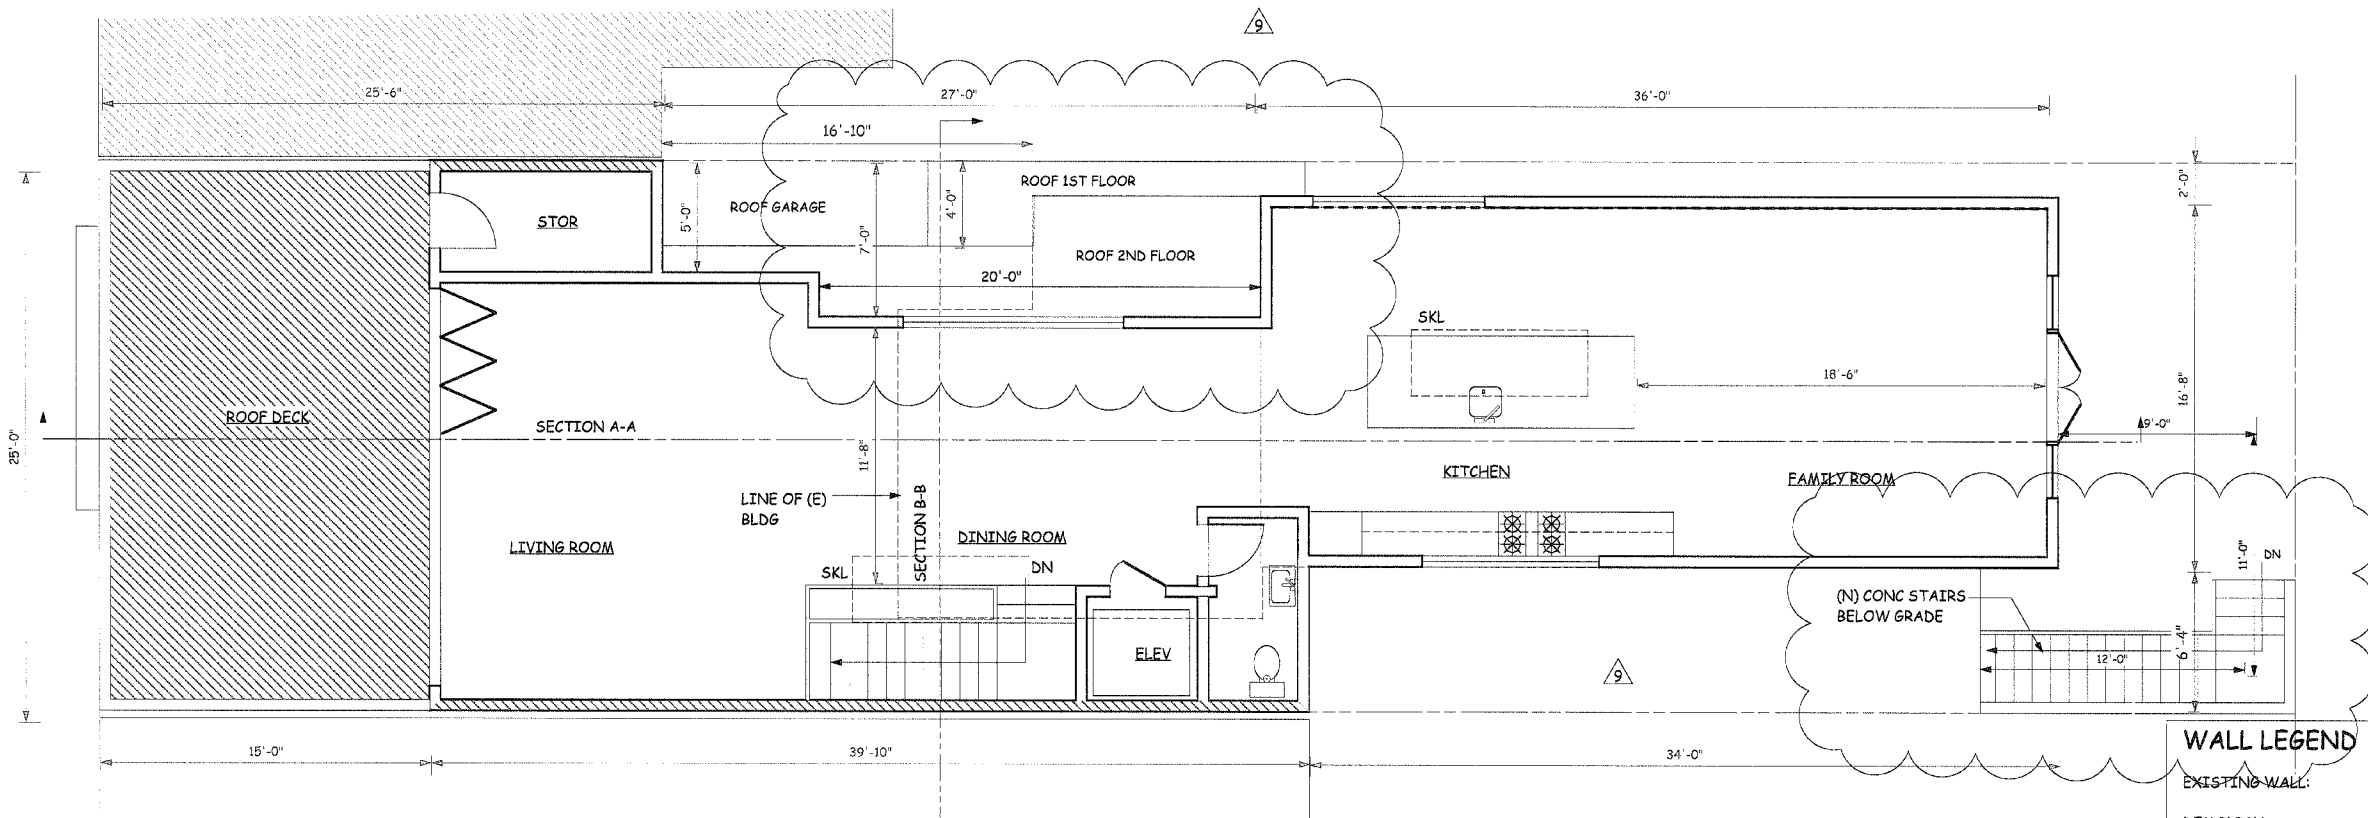 9
25'-6"
27'-0"
36'-0"
16'-10"
STOR
5'-0"
ROOF GARAGE
7'-0"
4'-0"
ROOF 1ST FLOOR
ROOF 2ND FLOOR
20'-0"
2'-0"
SKL
18'-6"
16'-8"
9'-0"
25'-0"
ROOF DECK
SECTION A-A
11'-8"
KITCHEN
FAMILY ROOM
LINE OF (E)
BLDG
SECTION B-B
LIVING ROOM
DINING ROOM
SKL
DN
11'-0"
DN
(N) CONC STAIRS
BELOW GRADE
ELEV
12'-0"
6'-4"
9
15'-0"
39'-10"
34'-0"
WALL LEGEND
EXISTING WALL: